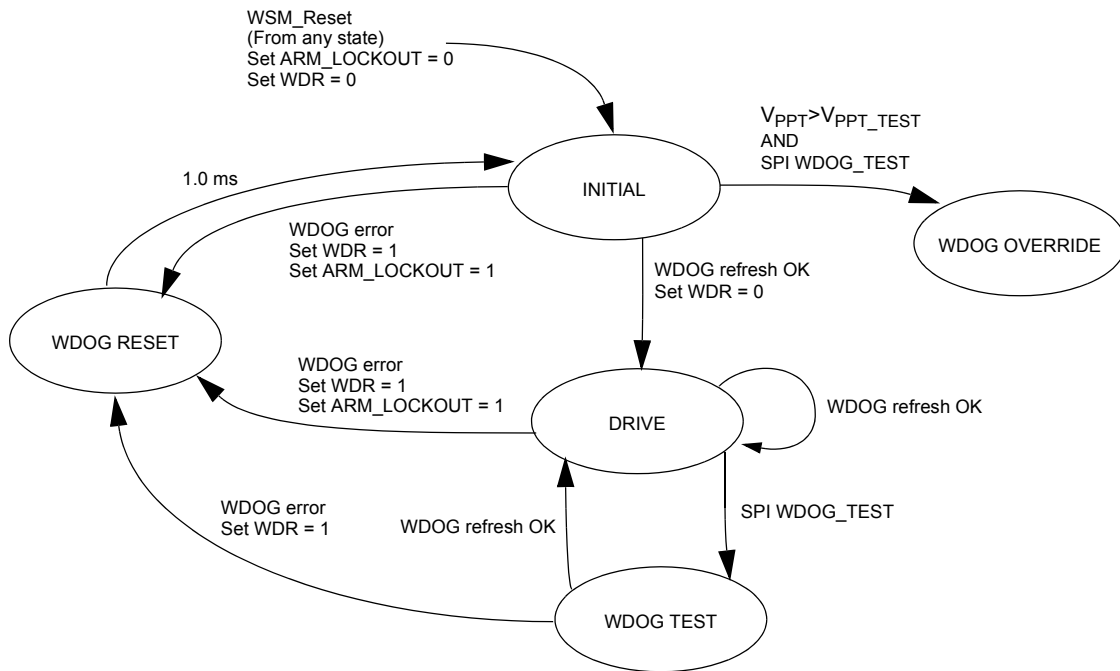 WSM_Reset
(From any state)
Set ARM_LOCKOUT = 0
Set WDR = 0
VPPT>VPPT_TEST
AND
SPI WDOG_TEST
1.0 ms
INITIAL
WDOG OVERRIDE
WDOG error
Set WDR = 1
Set ARM_LOCKOUT = 1
WDOG refresh OK
Set WDR = 0
WDOG RESET
WDOG error
Set WDR = 1
Set ARM_LOCKOUT = 1
DRIVE
WDOG refresh OK
WDOG error
Set WDR = 1
WDOG refresh OK
SPI WDOG_TEST
WDOG TEST